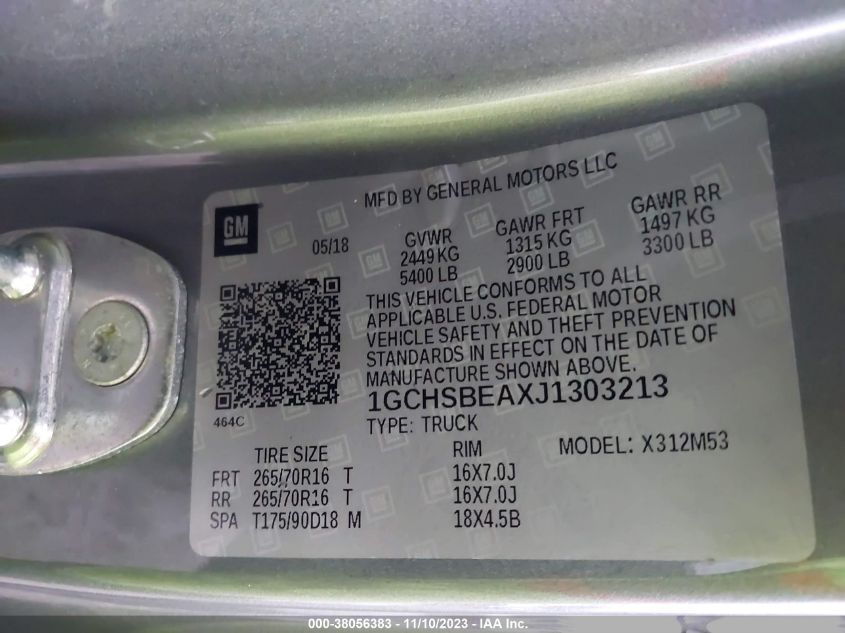 MFD BY GENERAL MOTORS LLC
GM
05/18
GVWR GAWR FRT GAWR RR
2449 KG 1315 KG 1497 KG
5400 LB 2900 LB 3300 LB
THIS VEHICLE CONFORMS TO ALL
APPLICABLE U.S. FEDERAL MOTOR
VEHICLE SAFETY AND THEFT PREVENTION
STANDARDS IN EFFECT ON THE DATE OF
MANUFACTURE SHOWN ABOVE.
464C
1GCHSBEAXJ1303213
TYPE: TRUCK
TIRE SIZE RIM MODEL: X312M53
FRT 265/70R16 T 16X7.0J
RR 265/70R16 T 16X7.0J
SPA T175/90D18 M 18X4.5B
000-38056383 - 11/10/2023 - IAA Inc.